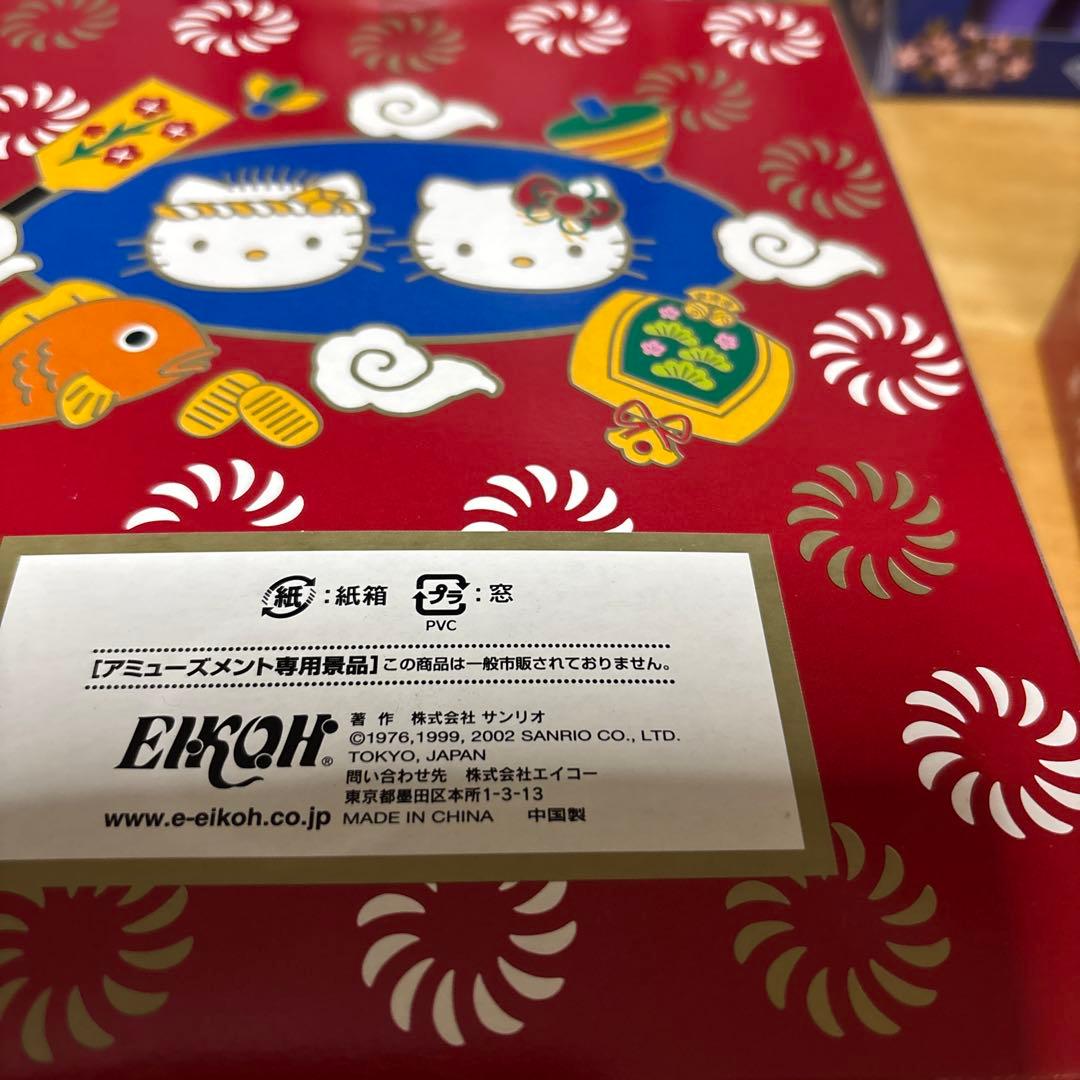 紙:紙箱 プラ:窓
PVC
[アミューズメント専用景品]この商品は一般市販されておりません。
EIKOH®
著作 株式会社 サンリオ
©1976,1999, 2002 SANRIO CO., LTD.
TOKYO, JAPAN
問い合わせ先 株式会社エイコー
東京都墨田区本所1-3-13
www.e-eikoh.co.jp MADE IN CHINA 中国製